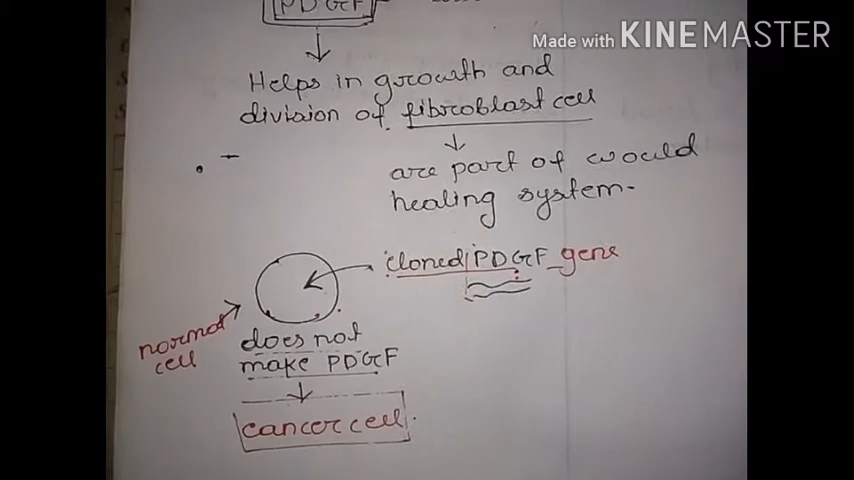 PDGF
Made with KINEMASTER
Helps in growth and
division of fibroblast cell
are part of would
healing system.
cloned PDGF gene
normal
cell
does not
make PDGF
cancer cell